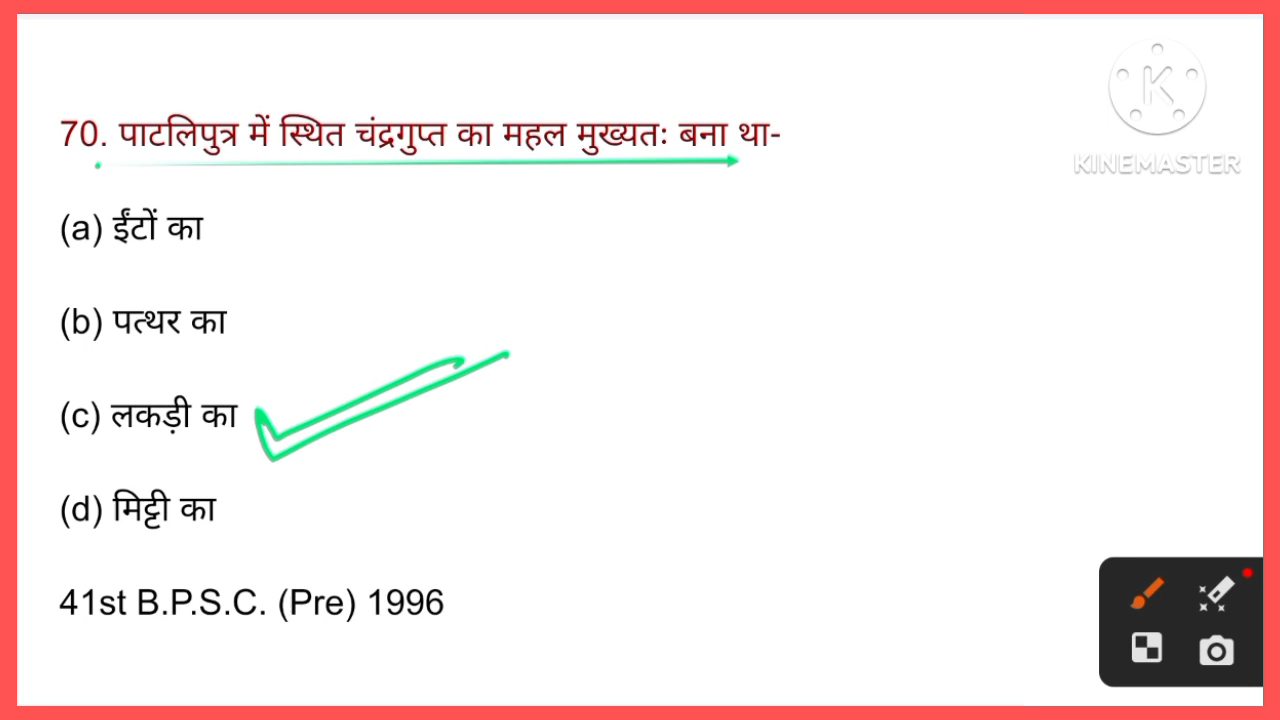 70. पाटलिपुत्र में स्थित चंद्रगुप्त का महल मुख्यतः बना था-
K
KINEMASTER
(a) ईंटों का
(b) पत्थर का
(c) लकड़ी का
(d) मिट्टी का
41st B.P.S.C. (Pre) 1996